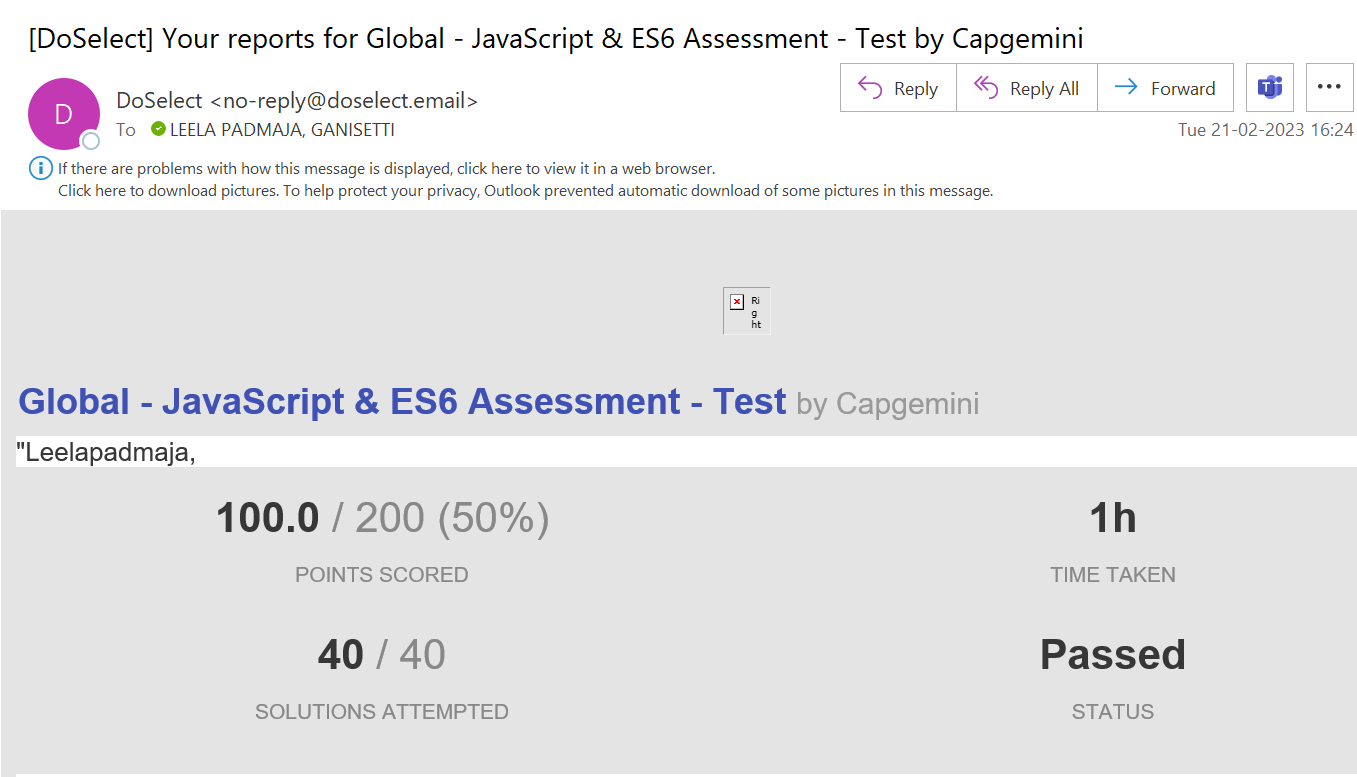 [DoSelect] Your reports for Global - JavaScript & ES6 Assessment - Test by Capgemini
D
DoSelect <no-reply@doselect.email>
To LEELA PADMAJA, GANISETTI
Reply
Reply All
Forward
Tue 21-02-2023 16:24
If there are problems with how this message is displayed, click here to view it in a web browser.
Click here to download pictures. To help protect your privacy, Outlook prevented automatic download of some pictures in this message.
Ri
g
ht
Global - JavaScript & ES6 Assessment - Test by Capgemini
"Leelapadmaja,
100.0 / 200 (50%)
POINTS SCORED
1h
TIME TAKEN
40 / 40
SOLUTIONS ATTEMPTED
Passed
STATUS